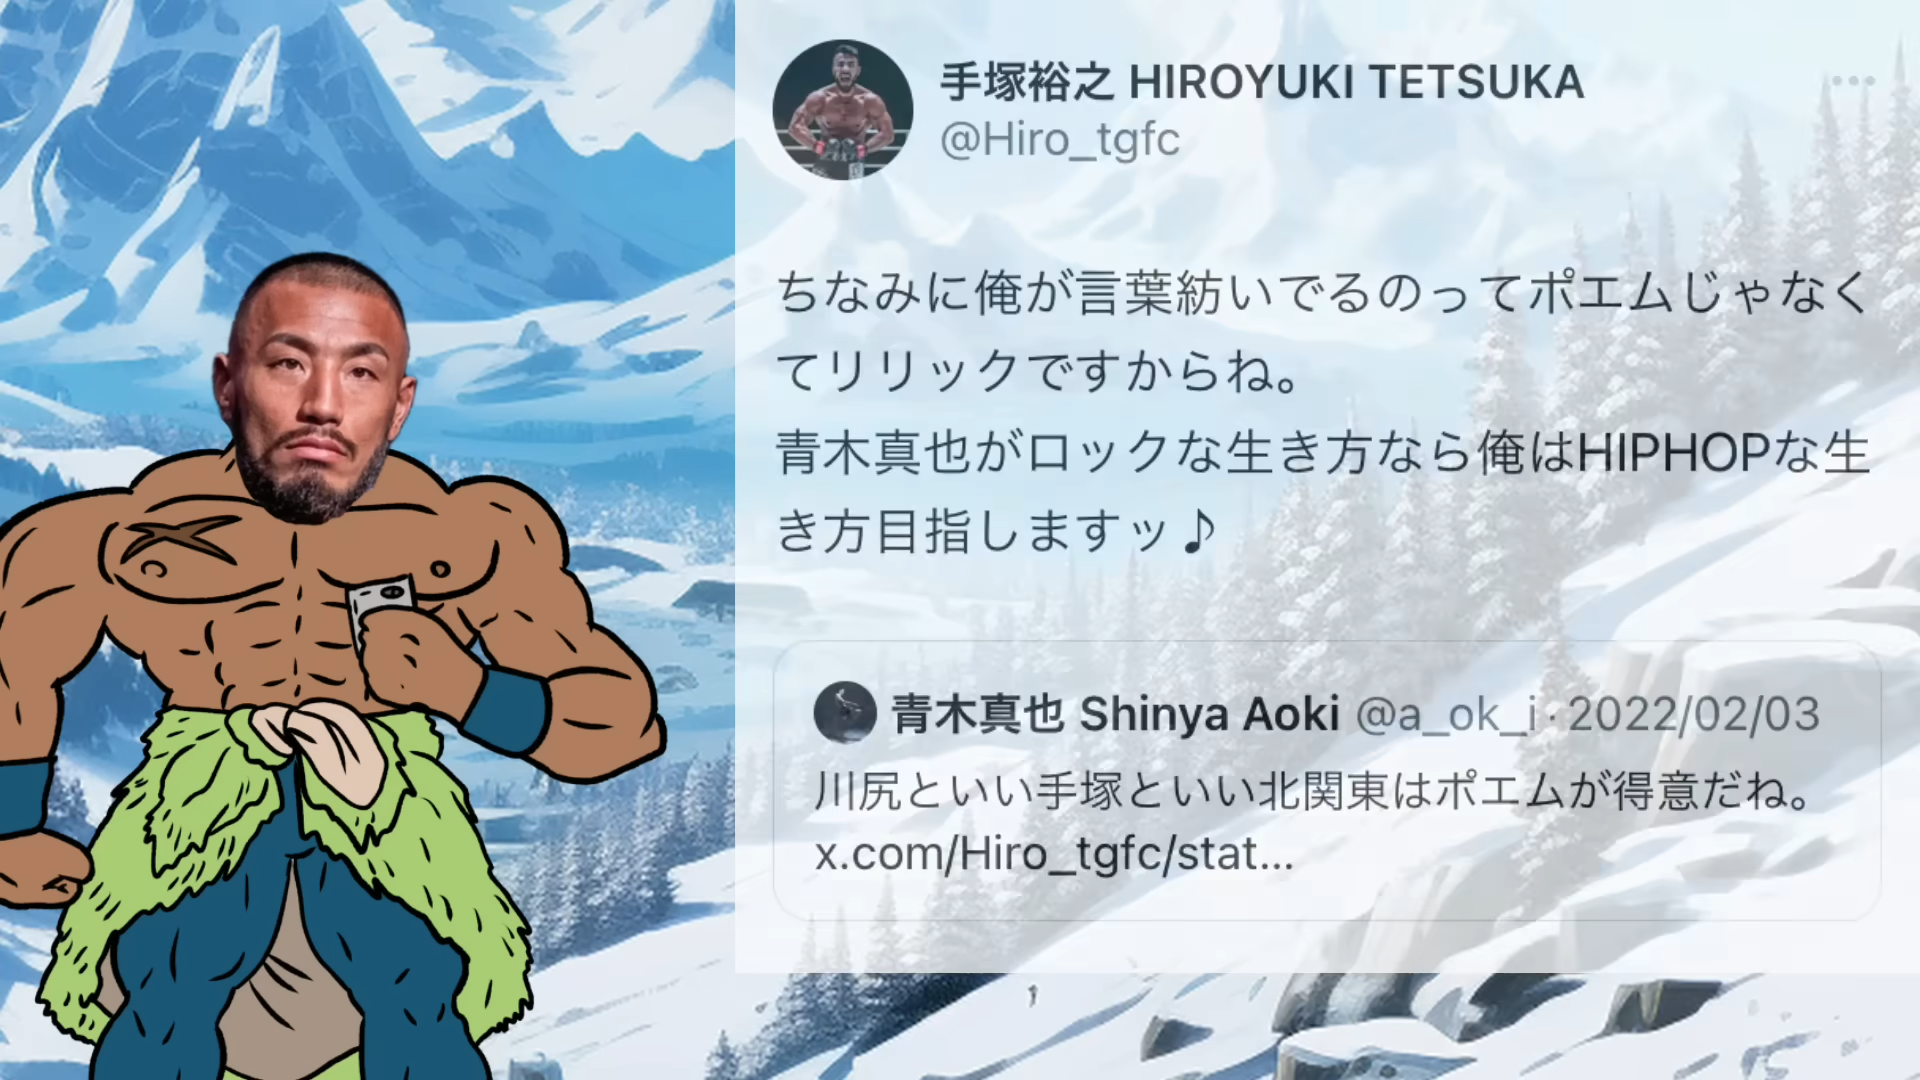 手塚裕之 HIROYUKI TETSUKA
@Hiro_tgfc
ちなみに俺が言葉紡いでるのってポエムじゃなく
てリリックですからね。
青木真也がロックな生き方なら俺はHIPHOPな生
き方目指しますッ♪
青木真也 Shinya Aoki @a_ok_i · 2022/02/03
川尻といい手塚といい北関東はポエムが得意だね。
x.com/Hiro_tgfc/stat...